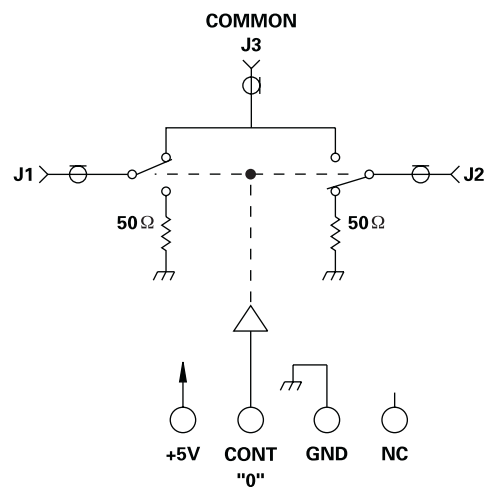 COMMON
J3
J1
J2
50Ω
50Ω
+5V
CONT
"0"
GND
NC